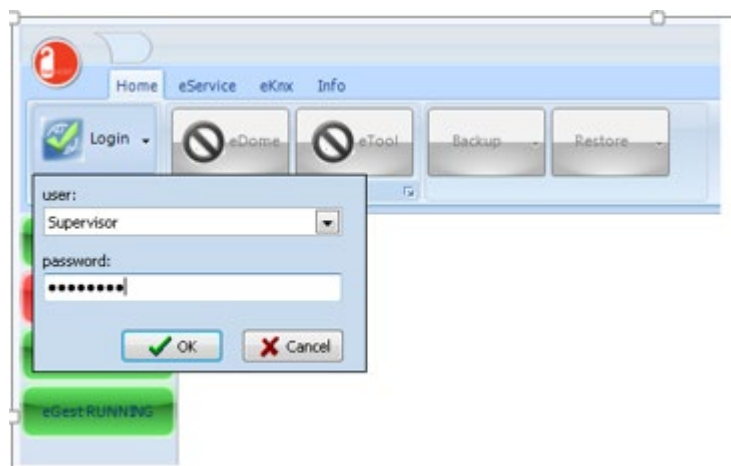 Home eService eKnx Info
Login eDome eTool Backup Restore
user:
Supervisor
password:
OK Cancel
eGest RUNNING